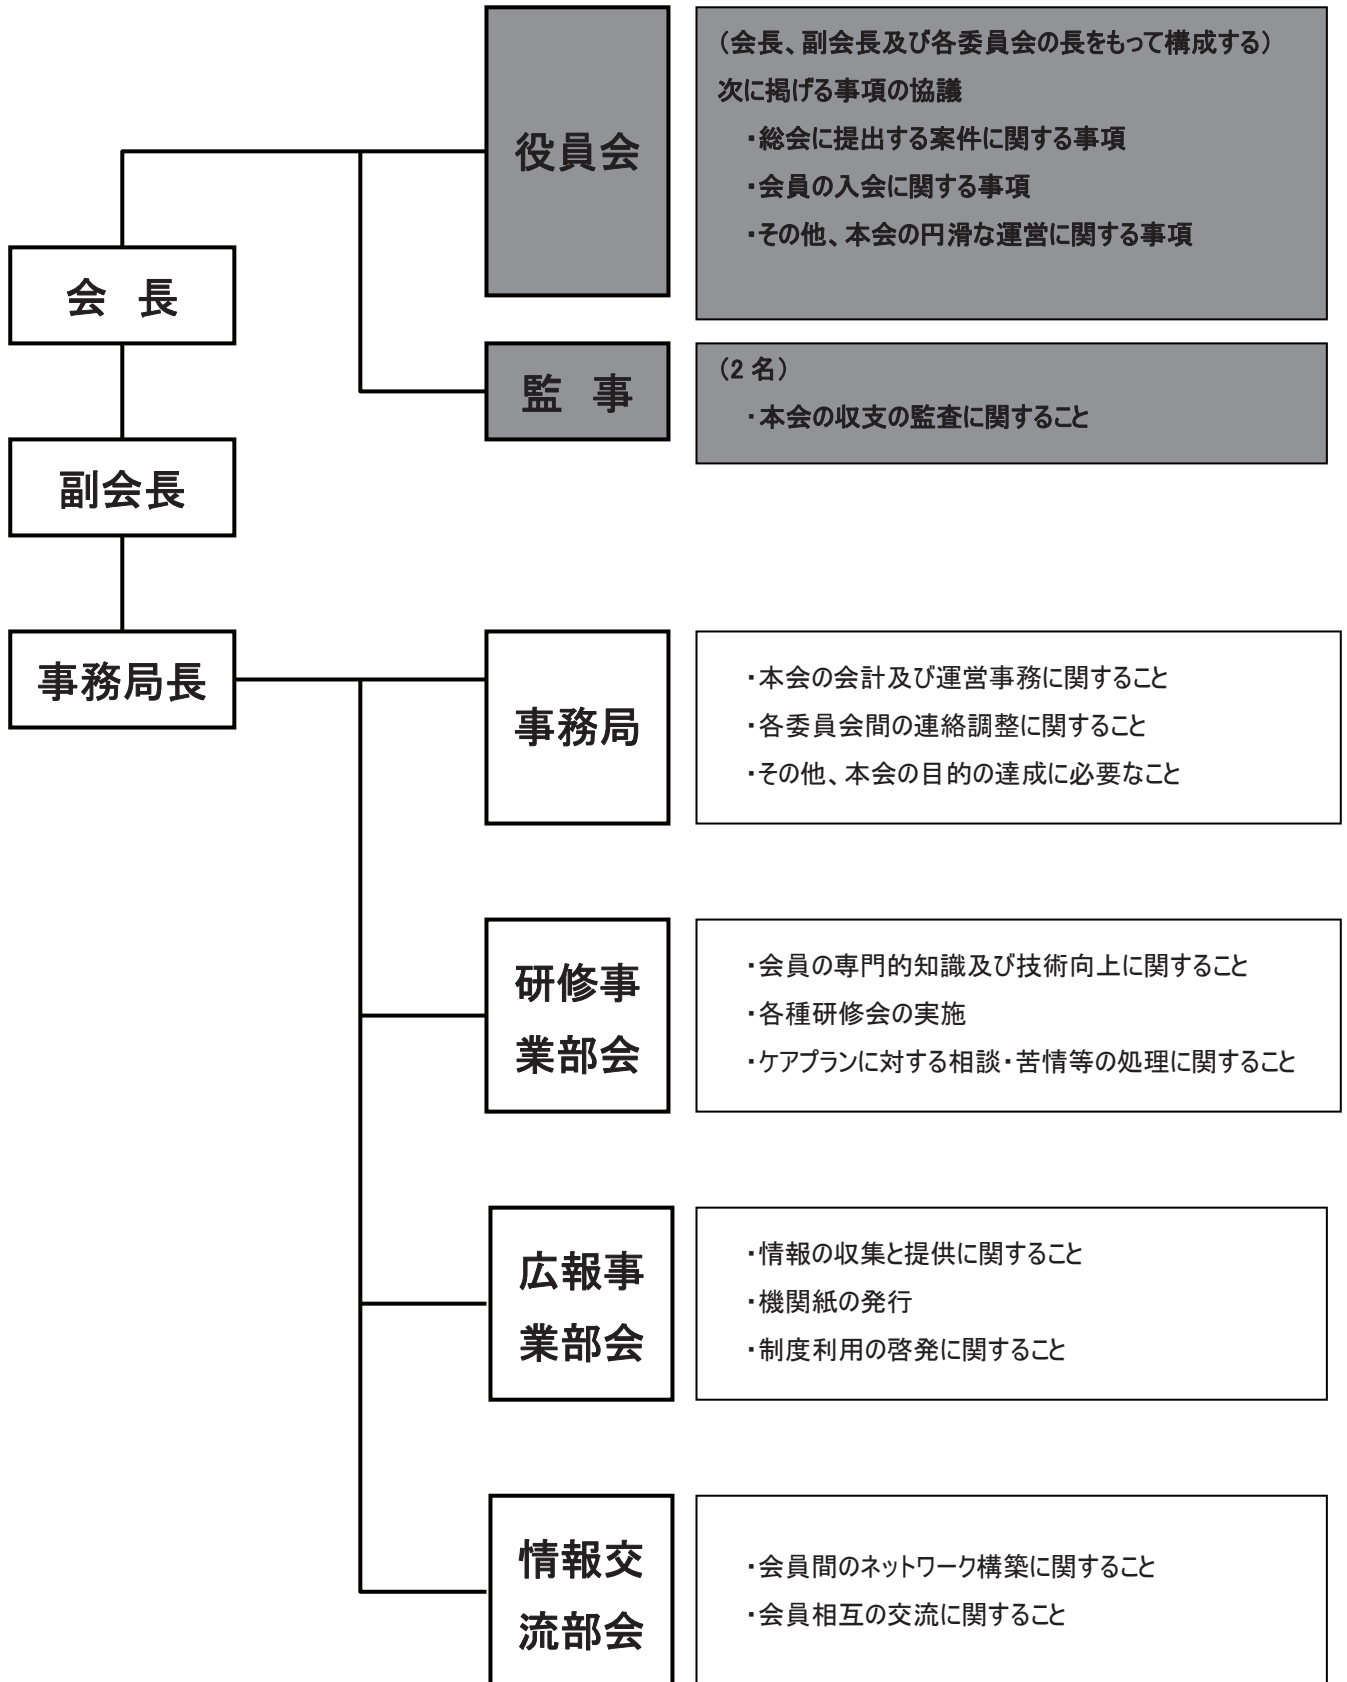 役員会
(会長、副会長及び各委員会の長をもって構成する)
次に掲げる事項の協議
・総会に提出する案件に関する事項
・会員の入会に関する事項
・その他、本会の円滑な運営に関する事項
会　長
監　事
(2 名)
・本会の収支の監査に関すること
副会長
事務局長
事務局
・本会の会計及び運営事務に関すること
・各委員会間の連絡調整に関すること
・その他、本会の目的の達成に必要なこと
研修事
業部会
・会員の専門的知識及び技術向上に関すること
・各種研修会の実施
・ケアプランに対する相談・苦情等の処理に関すること
広報事
業部会
・情報の収集と提供に関すること
・機関紙の発行
・制度利用の啓発に関すること
情報交
流部会
・会員間のネットワーク構築に関すること
・会員相互の交流に関すること